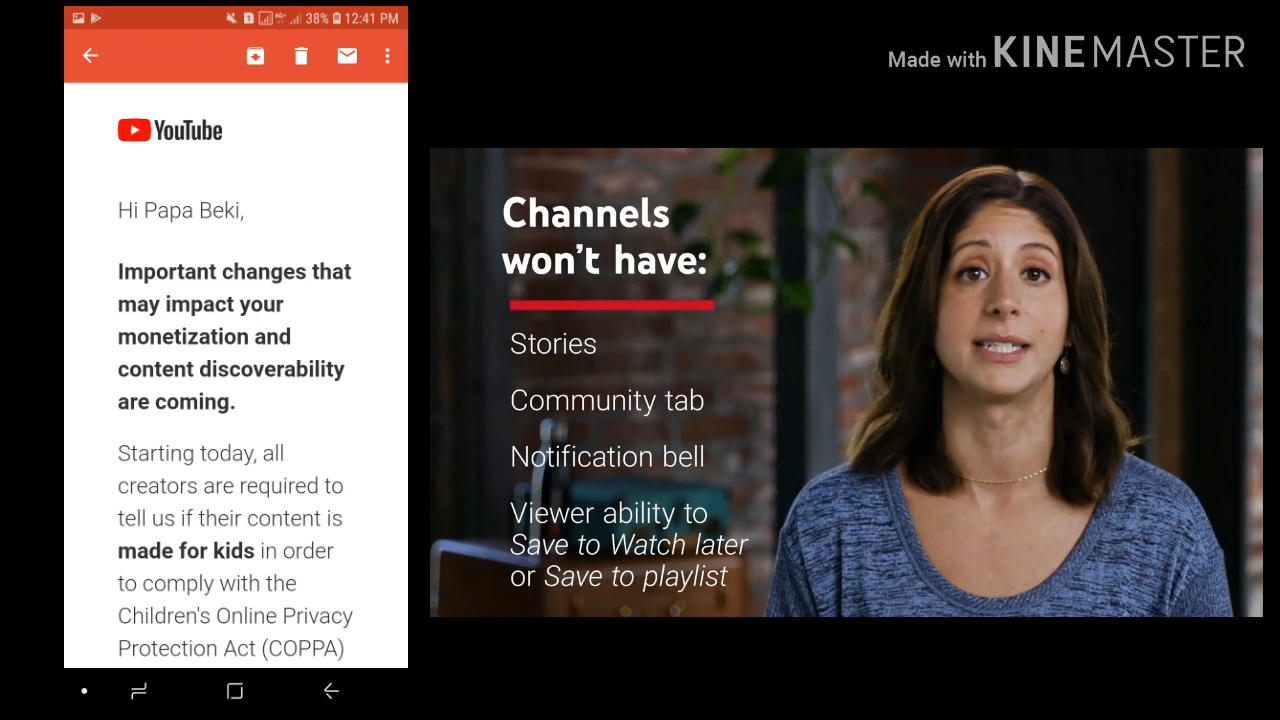 38% 12:41 PM
YouTube
Hi Papa Beki,
Important changes that
may impact your
monetization and
content discoverability
are coming.
Starting today, all
creators are required to
tell us if their content is
made for kids in order
to comply with the
Children's Online Privacy
Protection Act (COPPA)
Made with KINEMASTER
Channels
won't have:
Stories
Community tab
Notification bell
Viewer ability to
Save to Watch later
or Save to playlist